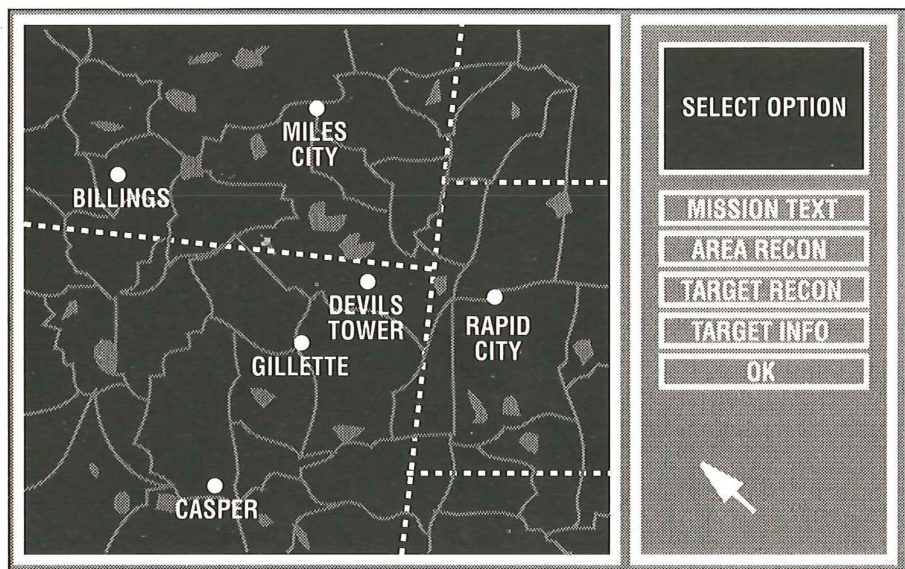 MILES
CITY
BILLINGS
DEVILS
TOWER
RAPID
CITY
GILLETTE
CASPER
SELECT OPTION
MISSION TEXT
AREA RECON
TARGET RECON
TARGET INFO
OK